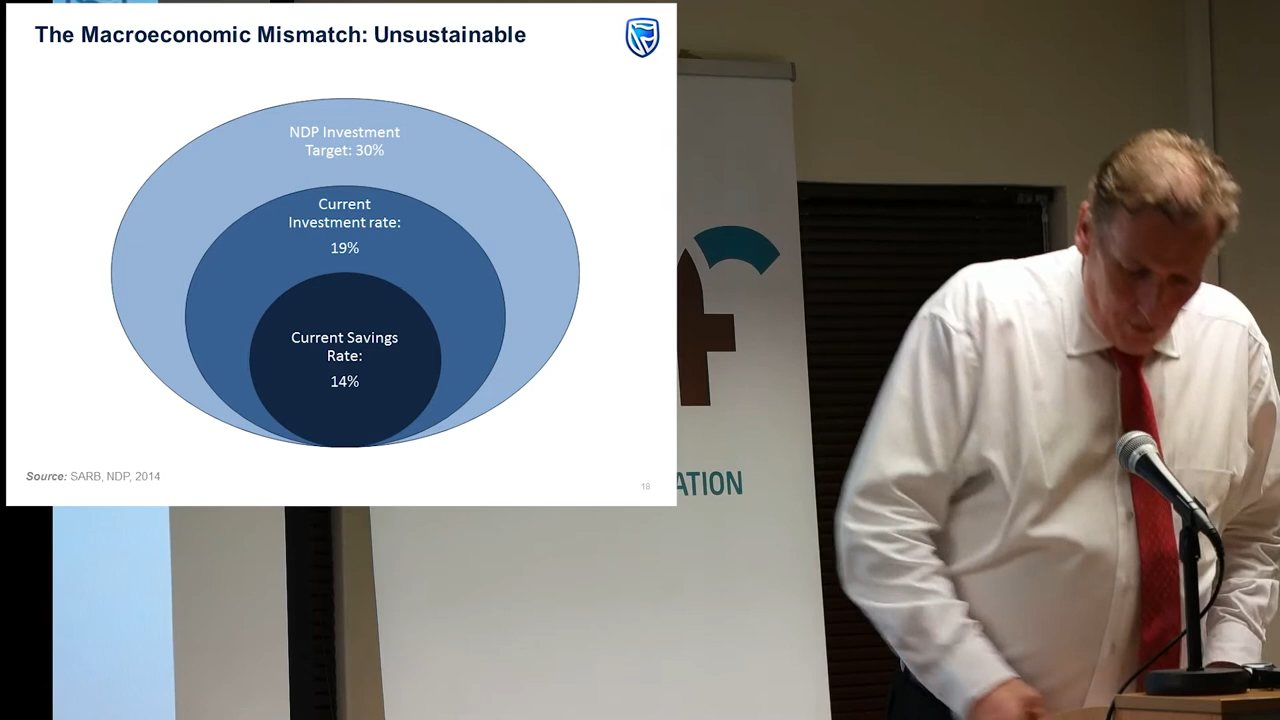 The Macroeconomic Mismatch: Unsustainable
NDP Investment
Target: 30%
Current
Investment rate:
19%
Current Savings
Rate:
14%
Source: SARB, NDP, 2014
18
ATION